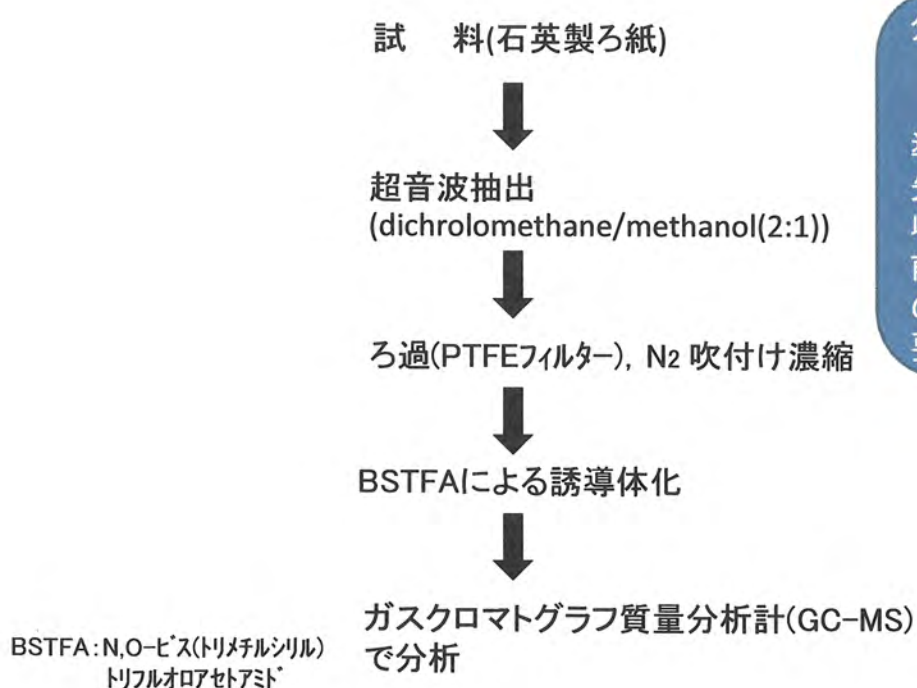 試　料(石英製ろ紙)
超音波抽出
(dichrolomethane/methanol(2:1))
ろ過(PTFEフィルター), N2 吹付け濃縮
BSTFAによる誘導体化
ガスクロマトグラフ質量分析計(GC-MS)
で分析
BSTFA:N,O-ビス(トリメチルシリル)
トリフルオロアセトアミド